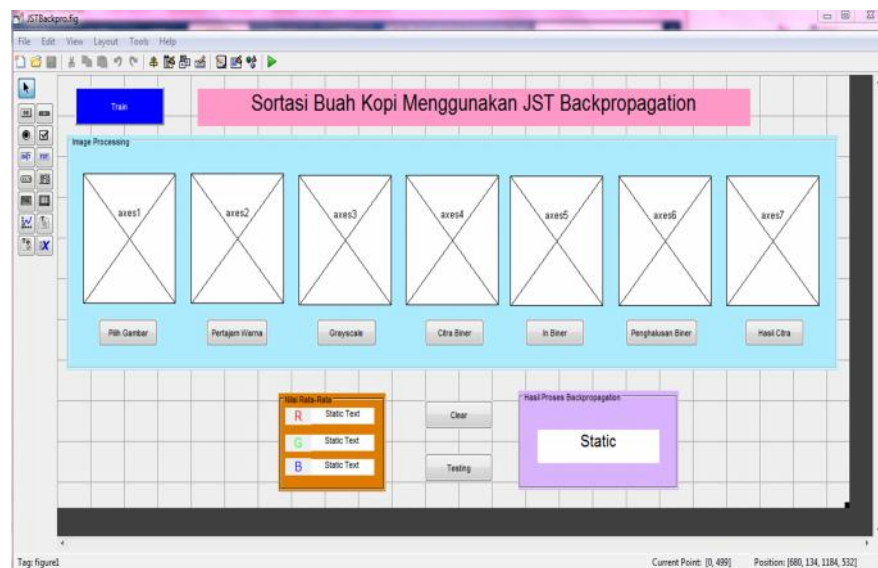 JSTBackpro.fig
File Edit View Layout Tools Help
Train
Sortasi Buah Kopi Menggunakan JST Backpropagation
Image Processing
axes1 axes2 axes3 axes4 axes5 axes6 axes7
Pilih Gambar Pertajam Warna Grayscale Citra Biner In Biner Penghalusan Biner Hasil Citra
Nilai Rata-Rata
R Static Text
G Static Text
B Static Text
Clear
Testing
Hasil Proses Backpropagation
Static
Tag: figure1 Current Point: [0, 499] Position: [680, 134, 1184, 532]